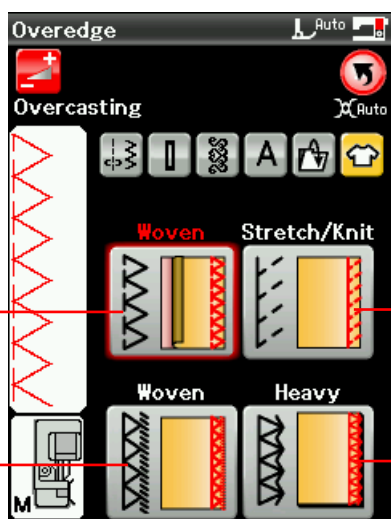 Overedge Auto
Overcasting Auto
A
Woven Stretch/Knit
Woven Heavy
M